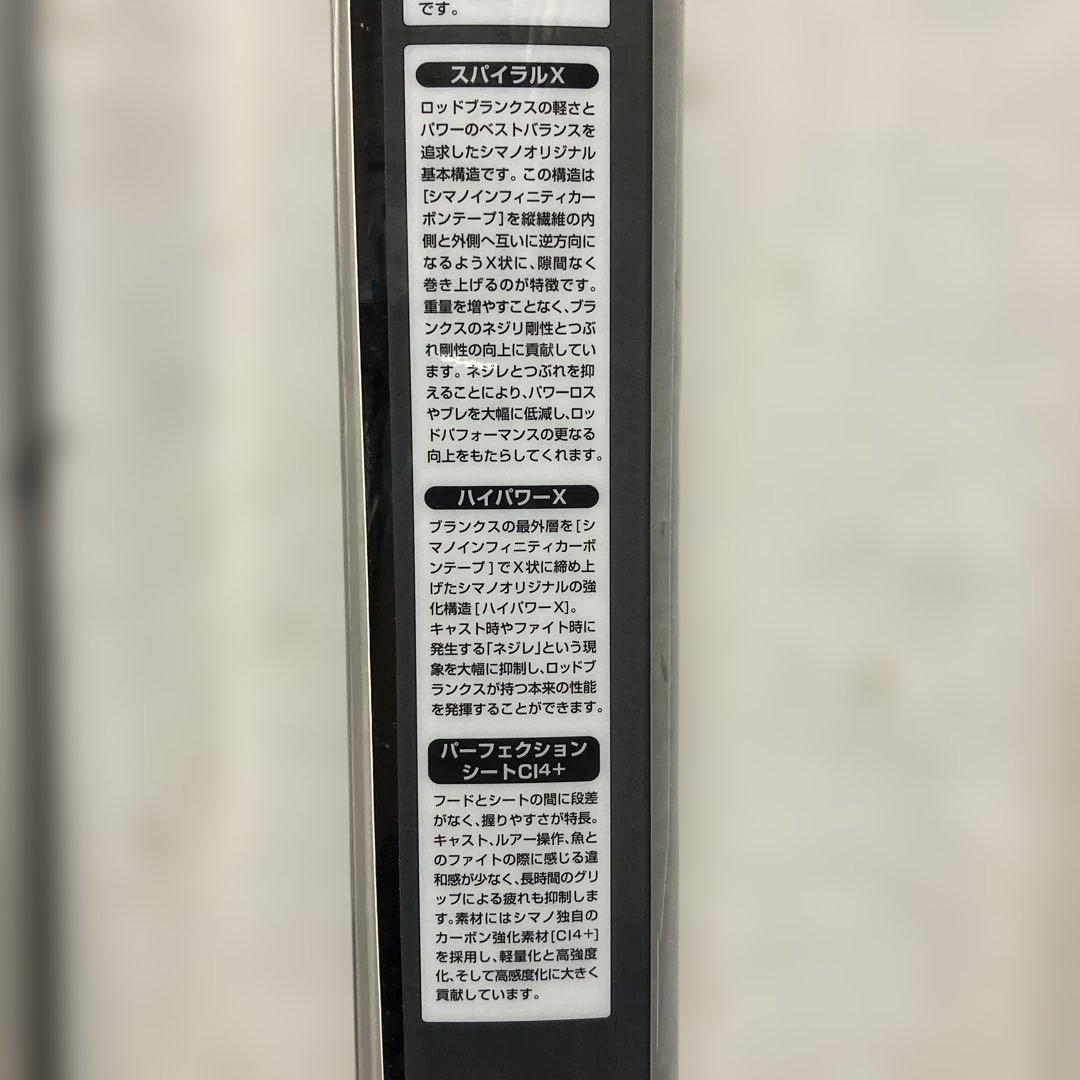 です。
スパイラルX
ロッドブランクスの軽さと
パワーのベストバランスを
追求したシマノオリジナル
基本構造です。この構造は
[シマノインフィニティカー
ボンテープ]を縦繊維の内
側と外側へ互いに逆方向に
なるようX状に、隙間なく
巻き上げるのが特徴です。
重量を増やすことなく、ブラ
ンクスのネジリ剛性とつぶ
れ剛性の向上に貢献してい
ます。ネジレとつぶれを抑
えることにより、パワーロス
やブレを大幅に低減し、ロッ
ドパフォーマンスの更なる
向上をもたらしてくれます。
ハイパワーX
ブランクスの最外層を[シ
マノインフィニティカーボ
ンテープ]でX状に締め上
げたシマノオリジナルの強
化構造[ハイパワーX]。
キャスト時やファイト時に
発生する「ネジレ」という現
象を大幅に抑制し、ロッドブ
ランクスが持つ本来の性能
を発揮することができます。
パーフェクション
シートCI4+
フードとシートの間に段差
がなく、握りやすさが特長。
キャスト、ルアー操作、魚と
のファイトの際に感じる違
和感が少なく、長時間のグリ
ップによる疲れも抑制しま
す。素材にはシマノ独自の
カーボン強化素材[CI4+]
を採用し、軽量化と高強度
化、そして高感度化に大きく
貢献しています。